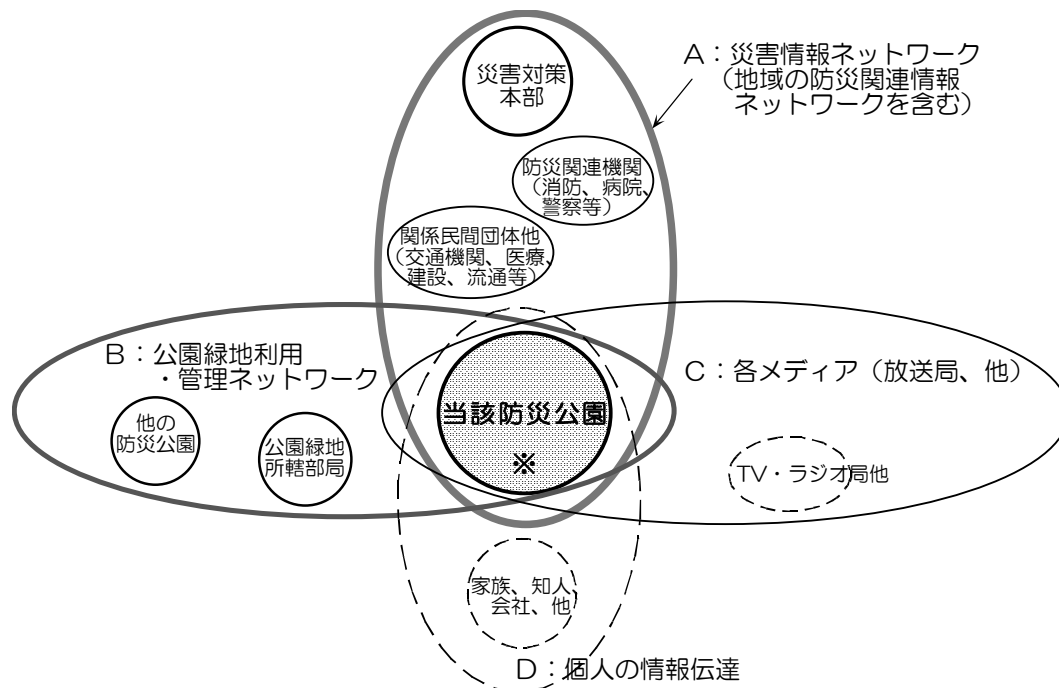 A：災害情報ネットワーク
（地域の防災関連情報
ネットワークを含む）
災害対策
本部
防災関連機関
（消防、病院、
警察等）
関係民間団体他
（交通機関、医療、
建設、流通等）
B：公園緑地利用
・管理ネットワーク
他の
防災公園
公園緑地
所轄部局
当該防災公園
※
C：各メディア（放送局、他）
TV・ラジオ局他
家族、知人、
会社、他
D：個人の情報伝達